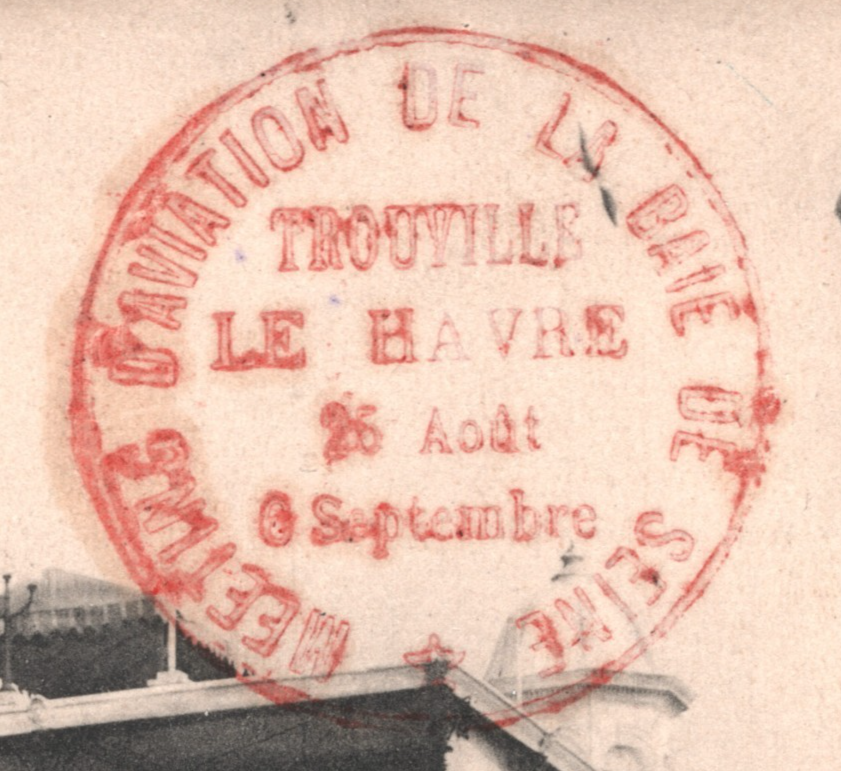 MEETING D'AVIATION DE LA BAIE DE SEINE
TROUVILLE
LE HAVRE
25 Août
6 Septembre